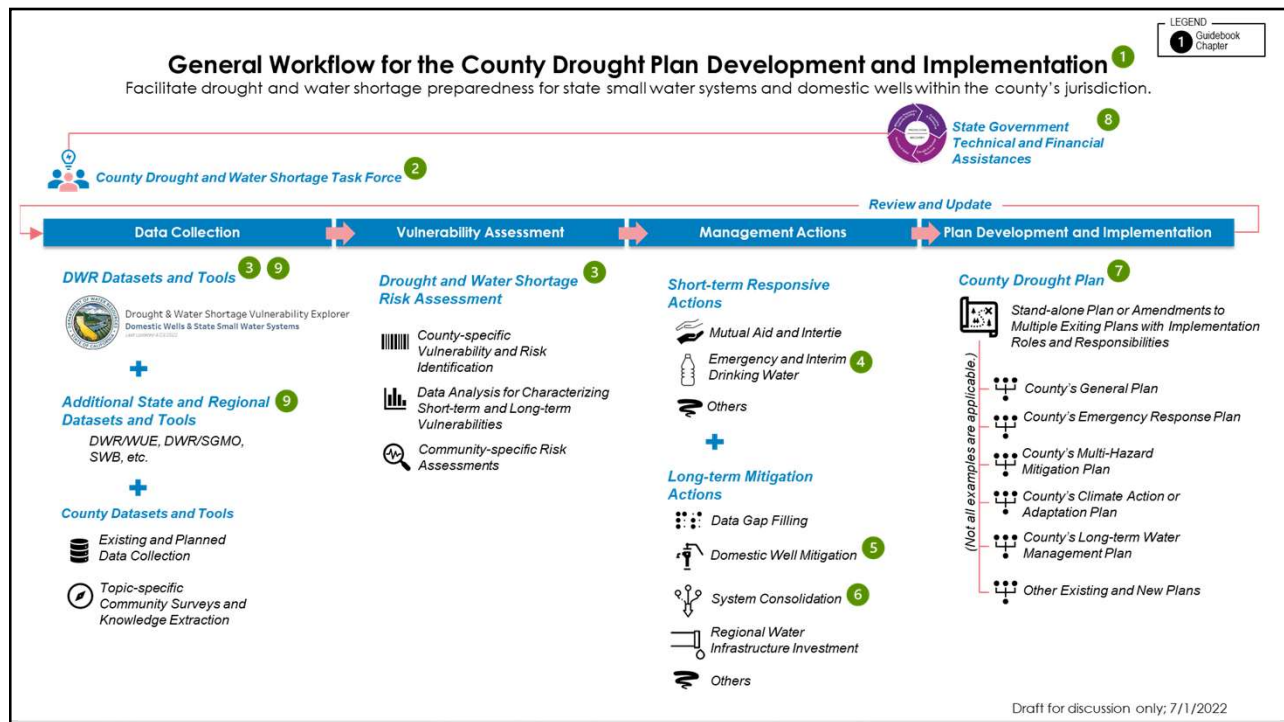 LEGEND
1 Guidebook
Chapter
General Workflow for the County Drought Plan Development and Implementation 1
Facilitate drought and water shortage preparedness for state small water systems and domestic wells within the county's jurisdiction.
State Government 8
Technical and Financial
Assistances
County Drought and Water Shortage Task Force 2
Review and Update
Data Collection
Vulnerability Assessment
Management Actions
Plan Development and Implementation
DWR Datasets and Tools 3 9
Drought & Water Shortage Vulnerability Explorer
Domestic Wells & State Small Water Systems
Additional State and Regional 9
Datasets and Tools
DWR/WUE, DWR/SGMO,
SWB, etc.
County Datasets and Tools
Existing and Planned
Data Collection
Topic-specific
Community Surveys and
Knowledge Extraction
Drought and Water Shortage 3
Risk Assessment
County-specific
Vulnerability and Risk
Identification
Data Analysis for Characterizing
Short-term and Long-term
Vulnerabilities
Community-specific Risk
Assessments
Short-term Responsive
Actions
Mutual Aid and Intertie
Emergency and Interim 4
Drinking Water
Others
Long-term Mitigation
Actions
Data Gap Filling
Domestic Well Mitigation 5
System Consolidation 6
Regional Water
Infrastructure Investment
Others
County Drought Plan 7
Stand-alone Plan or Amendments to
Multiple Exiting Plans with Implementation
Roles and Responsibilities
(Not all examples are applicable.)
County's General Plan
County's Emergency Response Plan
County's Multi-Hazard
Mitigation Plan
County's Climate Action or
Adaptation Plan
County's Long-term Water
Management Plan
Other Existing and New Plans
Draft for discussion only; 7/1/2022